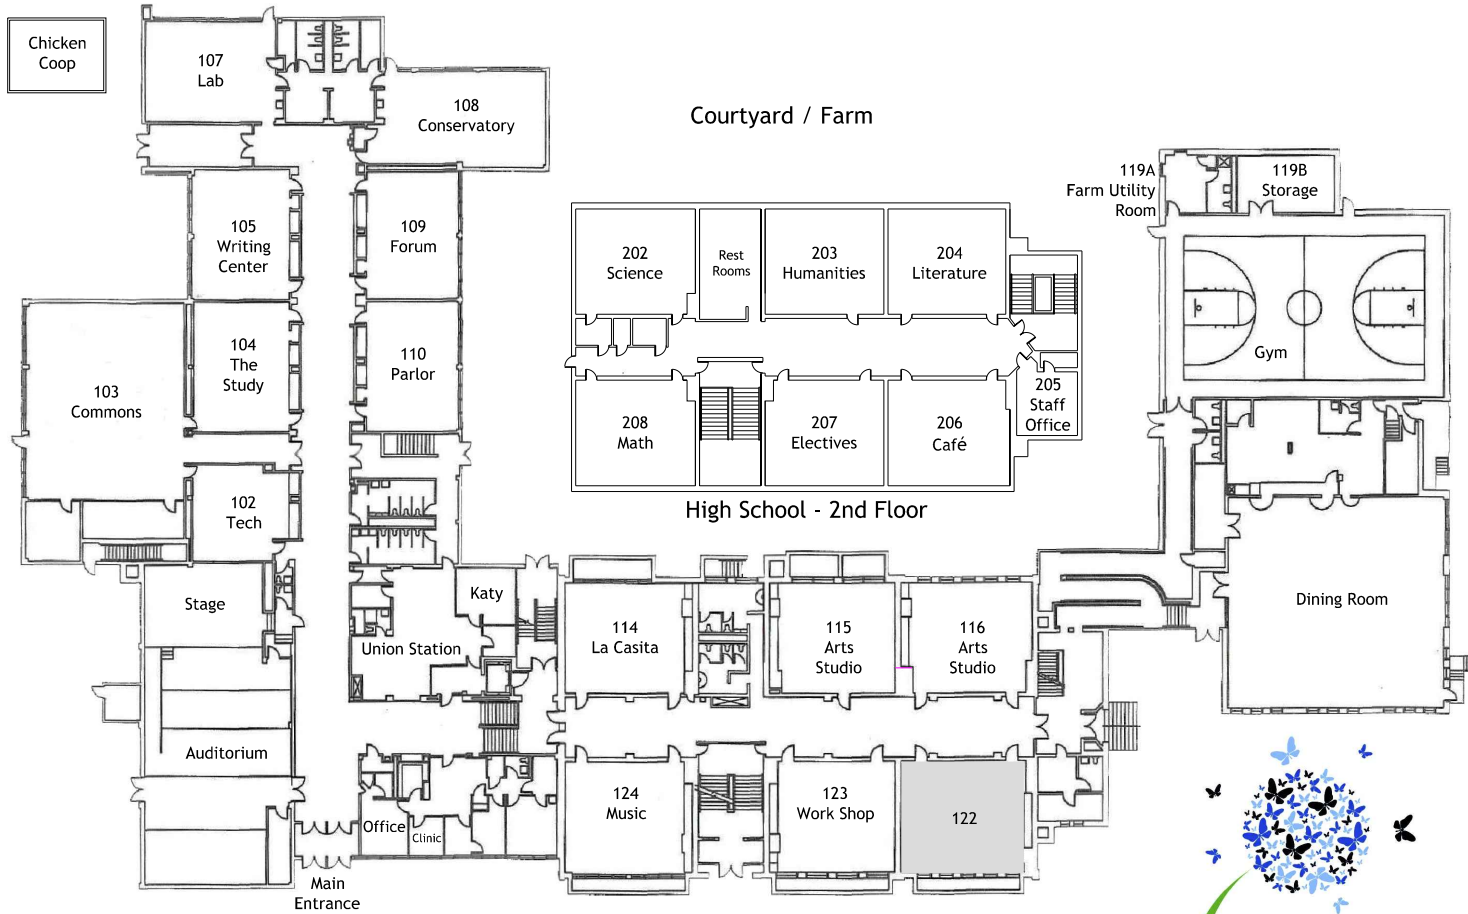 Chicken
Coop
107
Lab
108
Conservatory
Courtyard / Farm
119A
Farm Utility
Room
119B
Storage
105
Writing
Center
109
Forum
202
Science
Rest
Rooms
203
Humanities
204
Literature
104
The
Study
110
Parlor
103
Commons
Gym
205
Staff
Office
208
Math
207
Electives
206
Café
102
Tech
High School - 2nd Floor
Stage
Katy
Union Station
114
La Casita
115
Arts
Studio
116
Arts
Studio
Dining Room
Auditorium
124
Music
123
Work Shop
122
Office
Clinic
Main
Entrance